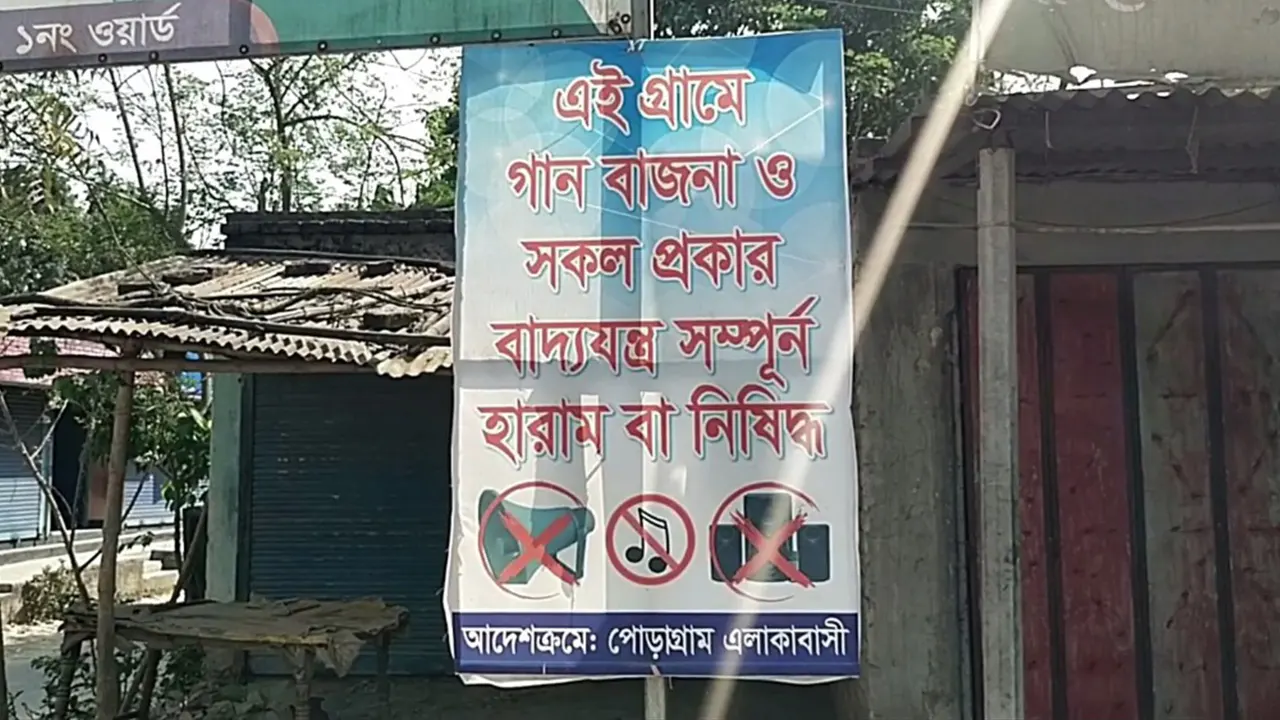 ১নং ওয়ার্ড
এই গ্রামে
গান বাজনা ও
সকল প্রকার
বাদ্যযন্ত্র সম্পূর্ন
হারাম বা নিষিদ্ধ
আদেশক্রমে: পোড়াগ্রাম এলাকাবাসী